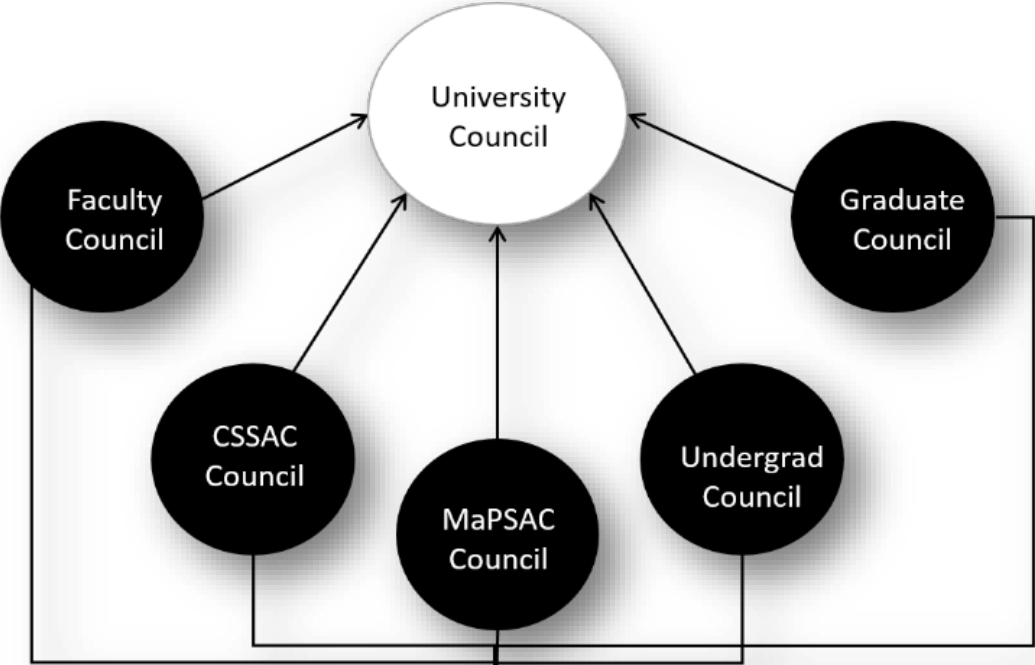 University
Council
Faculty
Council
Graduate
Council
CSSAC
Council
Undergrad
Council
MaPSAC
Council